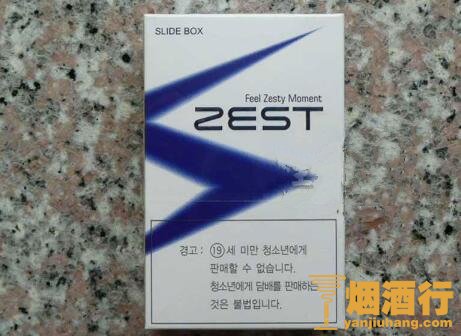 SLIDE BOX
Feel Zesty Moment
ZEST
경고 : ⑲세 미만 청소년에게
판매할 수 없습니다.
청소년에게 담배를 판매하는
것은 불법입니다.
烟酒行
yanjiuhang.com